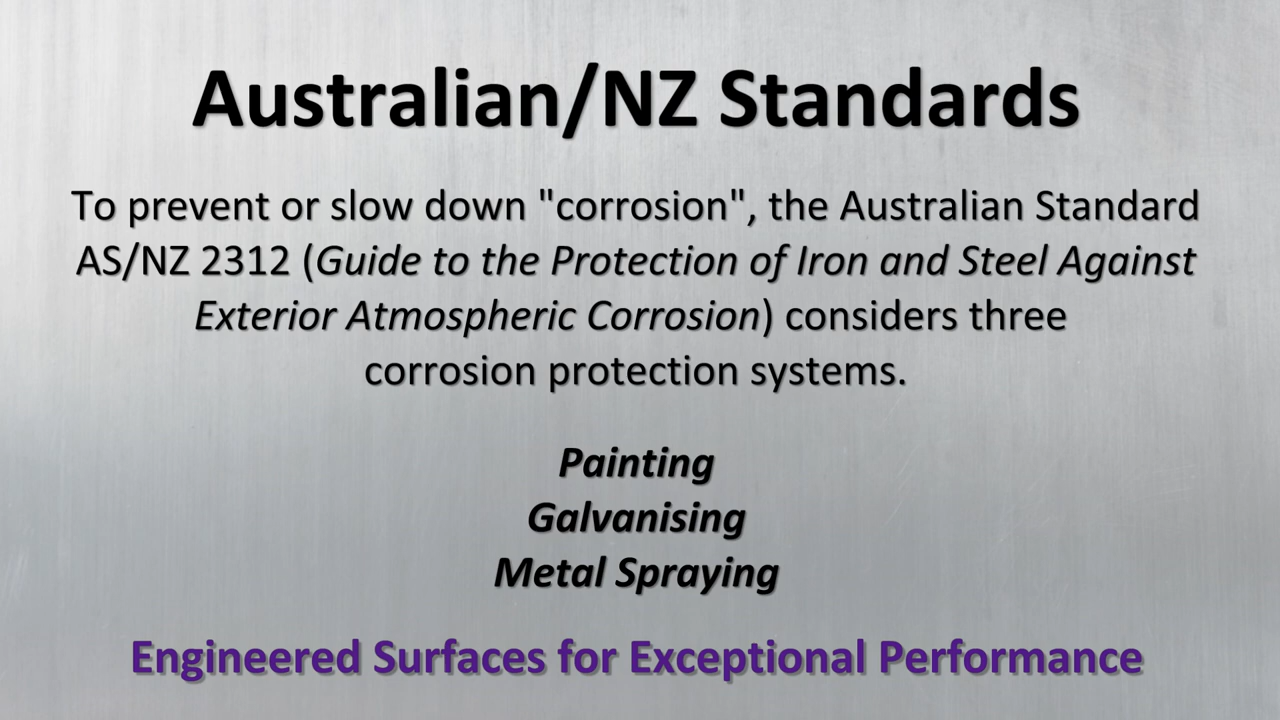 Australian/NZ Standards
To prevent or slow down "corrosion", the Australian Standard
AS/NZ 2312 (Guide to the Protection of Iron and Steel Against
Exterior Atmospheric Corrosion) considers three
corrosion protection systems.
Painting
Galvanising
Metal Spraying
Engineered Surfaces for Exceptional Performance